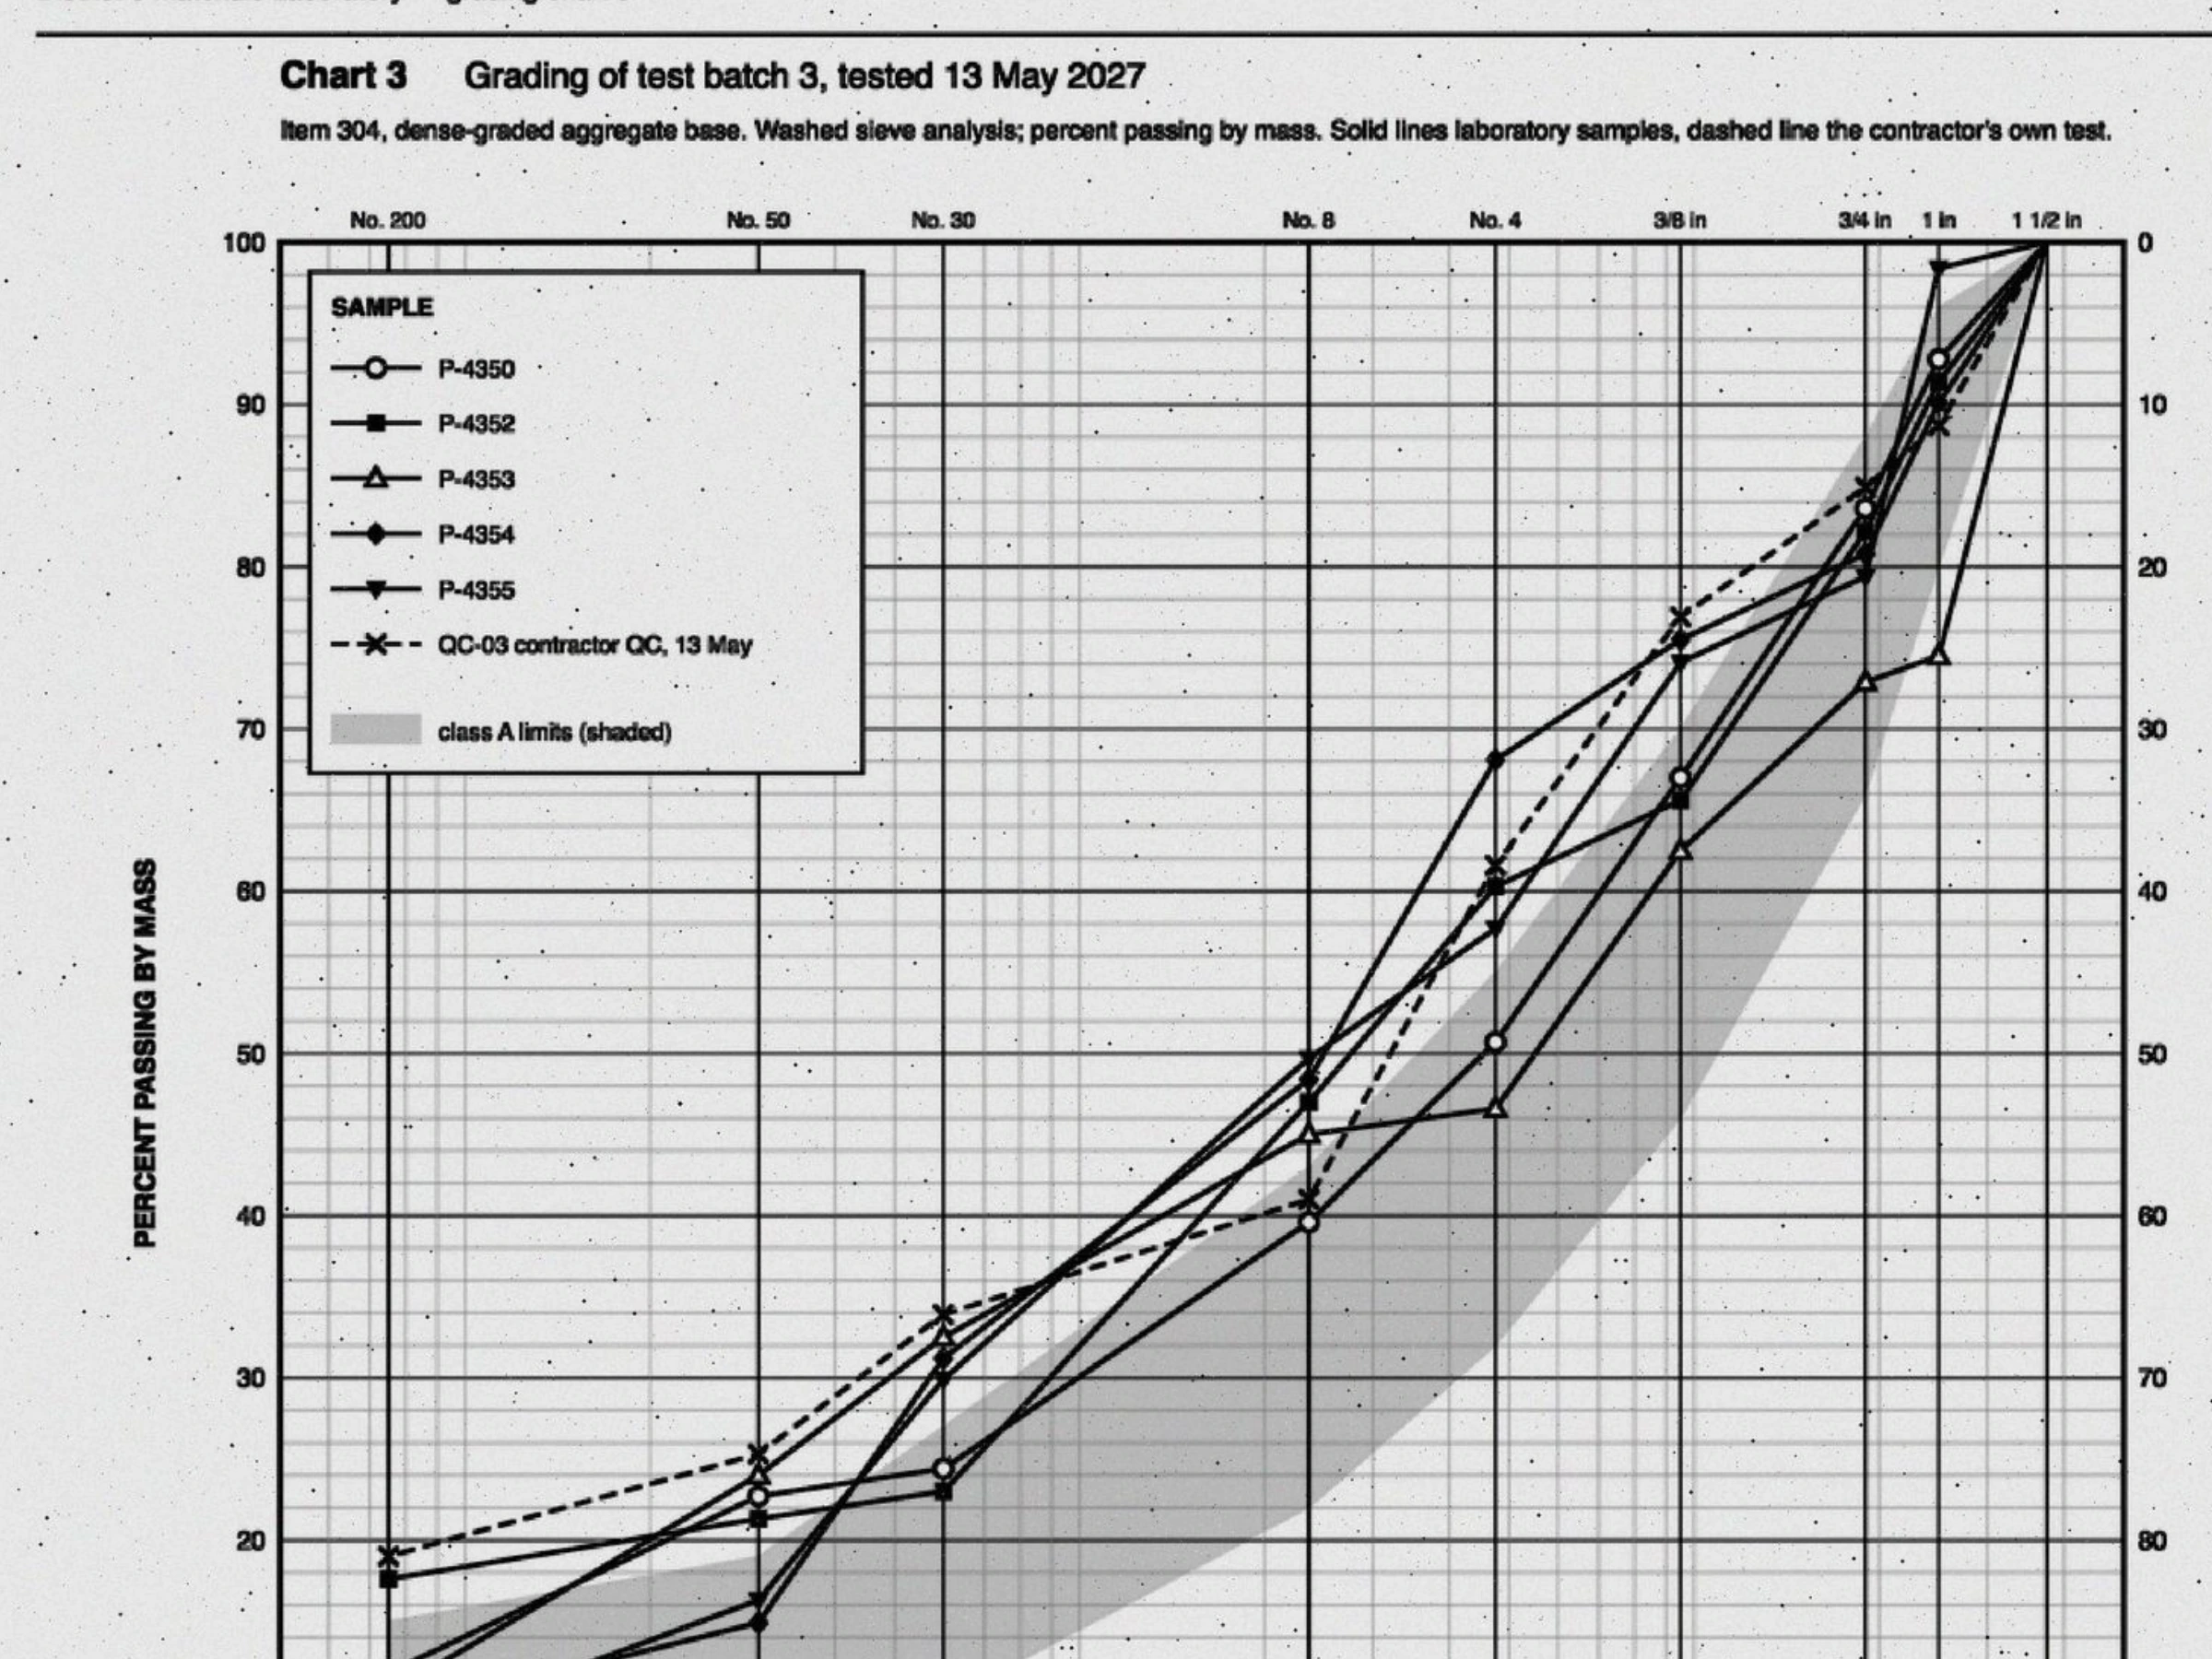 Chart 3 Grading of test batch 3, tested 13 May 2027
Item 304, dense-graded aggregate base. Washed sieve analysis; percent passing by mass. Solid lines laboratory samples, dashed line the contractor's own test.
No. 200 No. 50 No. 30 No. 8 No. 4 3/8 in 3/4 in 1 in 1 1/2 in
100 0
SAMPLE
P-4350
90 10
P-4352
P-4353
P-4354
80 20
P-4355
QC-03 contractor QC, 13 May
70 30
class A limits (shaded)
60 40
PERCENT PASSING BY MASS
50 50
40 60
30 70
20 80